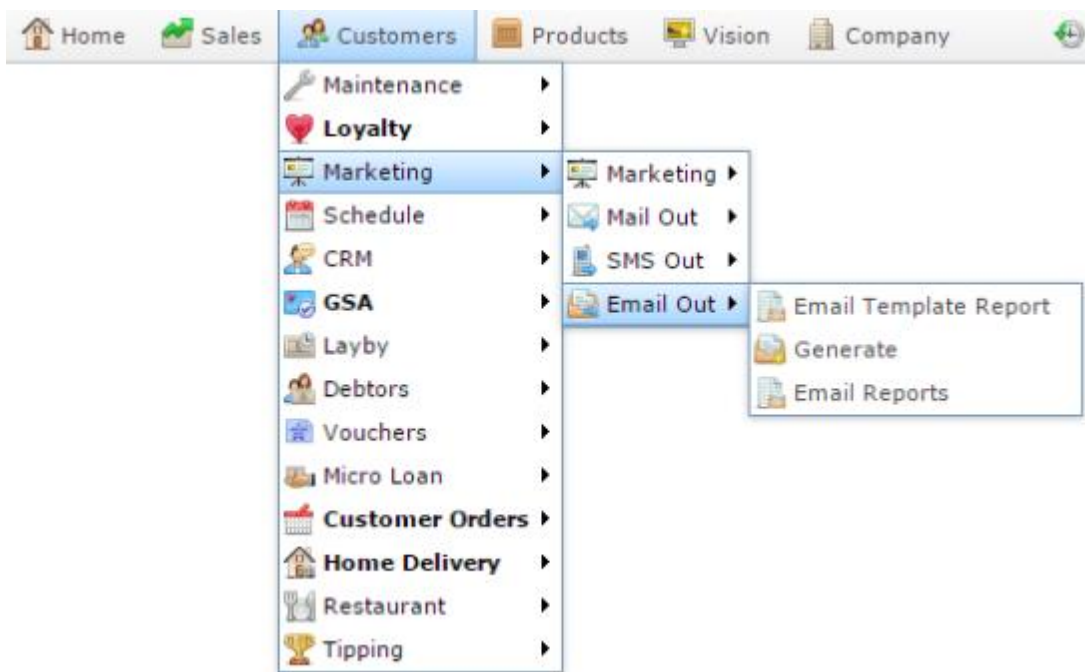 Home Sales Customers Products Vision Company
Maintenance
Loyalty
Marketing
Schedule
CRM
GSA
Layby
Debtors
Vouchers
Micro Loan
Customer Orders
Home Delivery
Restaurant
Tipping
Marketing
Mail Out
SMS Out
Email Out
Email Template Report
Generate
Email Reports